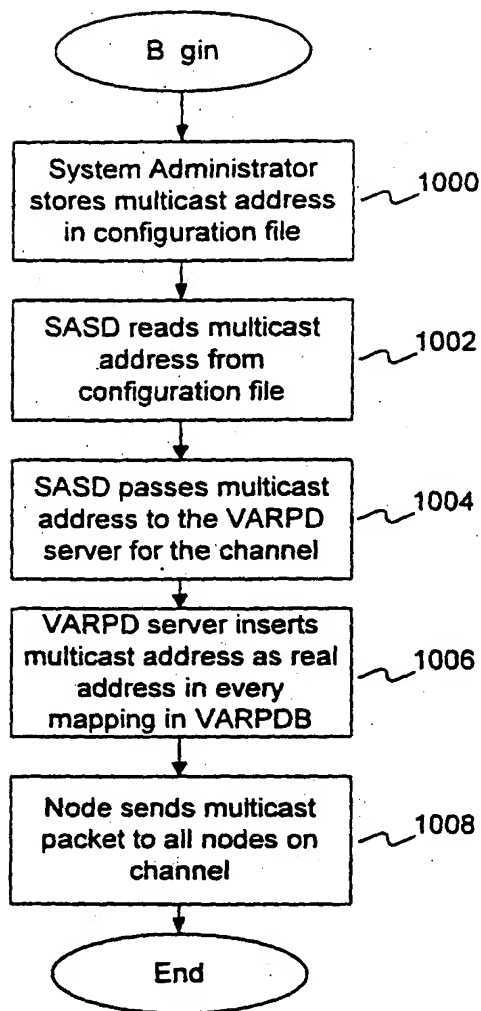 B gin
System Administrator
stores multicast address
in configuration file
1000
SASD reads multicast
address from
configuration file
1002
SASD passes multicast
address to the VARPD
server for the channel
1004
VARPD server inserts
multicast address as real
address in every
mapping in VARPDB
1006
Node sends multicast
packet to all nodes on
channel
1008
End